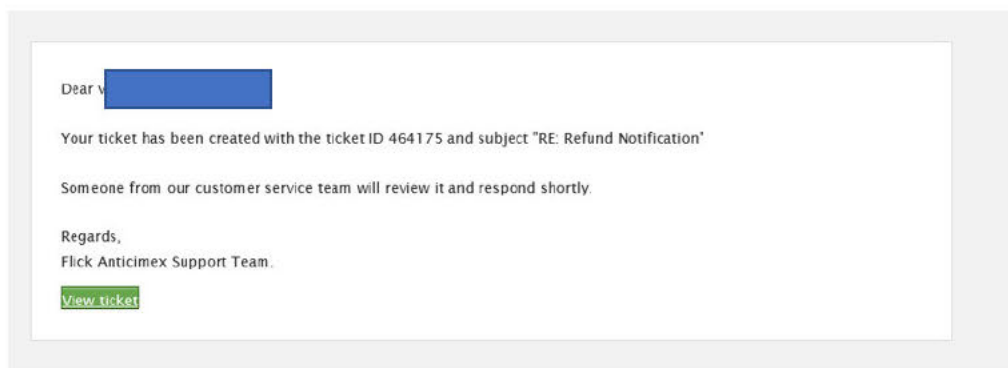 Dear v
Your ticket has been created with the ticket ID 464175 and subject "RE: Refund Notification"
Someone from our customer service team will review it and respond shortly.
Regards,
Flick Anticimex Support Team.
View ticket